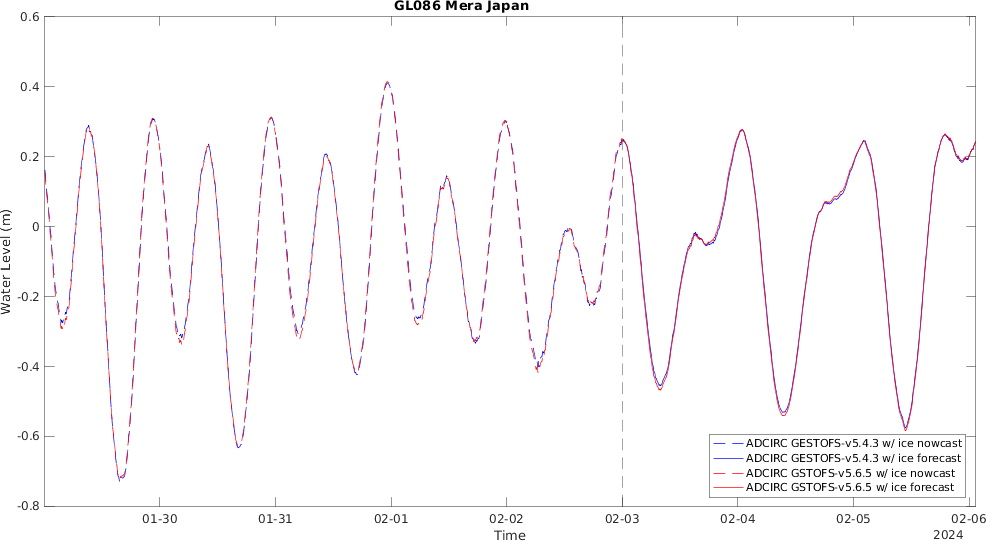 GL086 Mera Japan
0.6
0.4
0.2
0
-0.2
-0.4
-0.6
-0.8
Water Level (m)
ADCIRC GESTOFS-v5.4.3 w/ ice nowcast
ADCIRC GESTOFS-v5.4.3 w/ ice forecast
ADCIRC GSTOFS-v5.6.5 w/ ice nowcast
ADCIRC GSTOFS-v5.6.5 w/ ice forecast
01-30 01-31 02-01 02-02 02-03 02-04 02-05 02-06
Time
2024